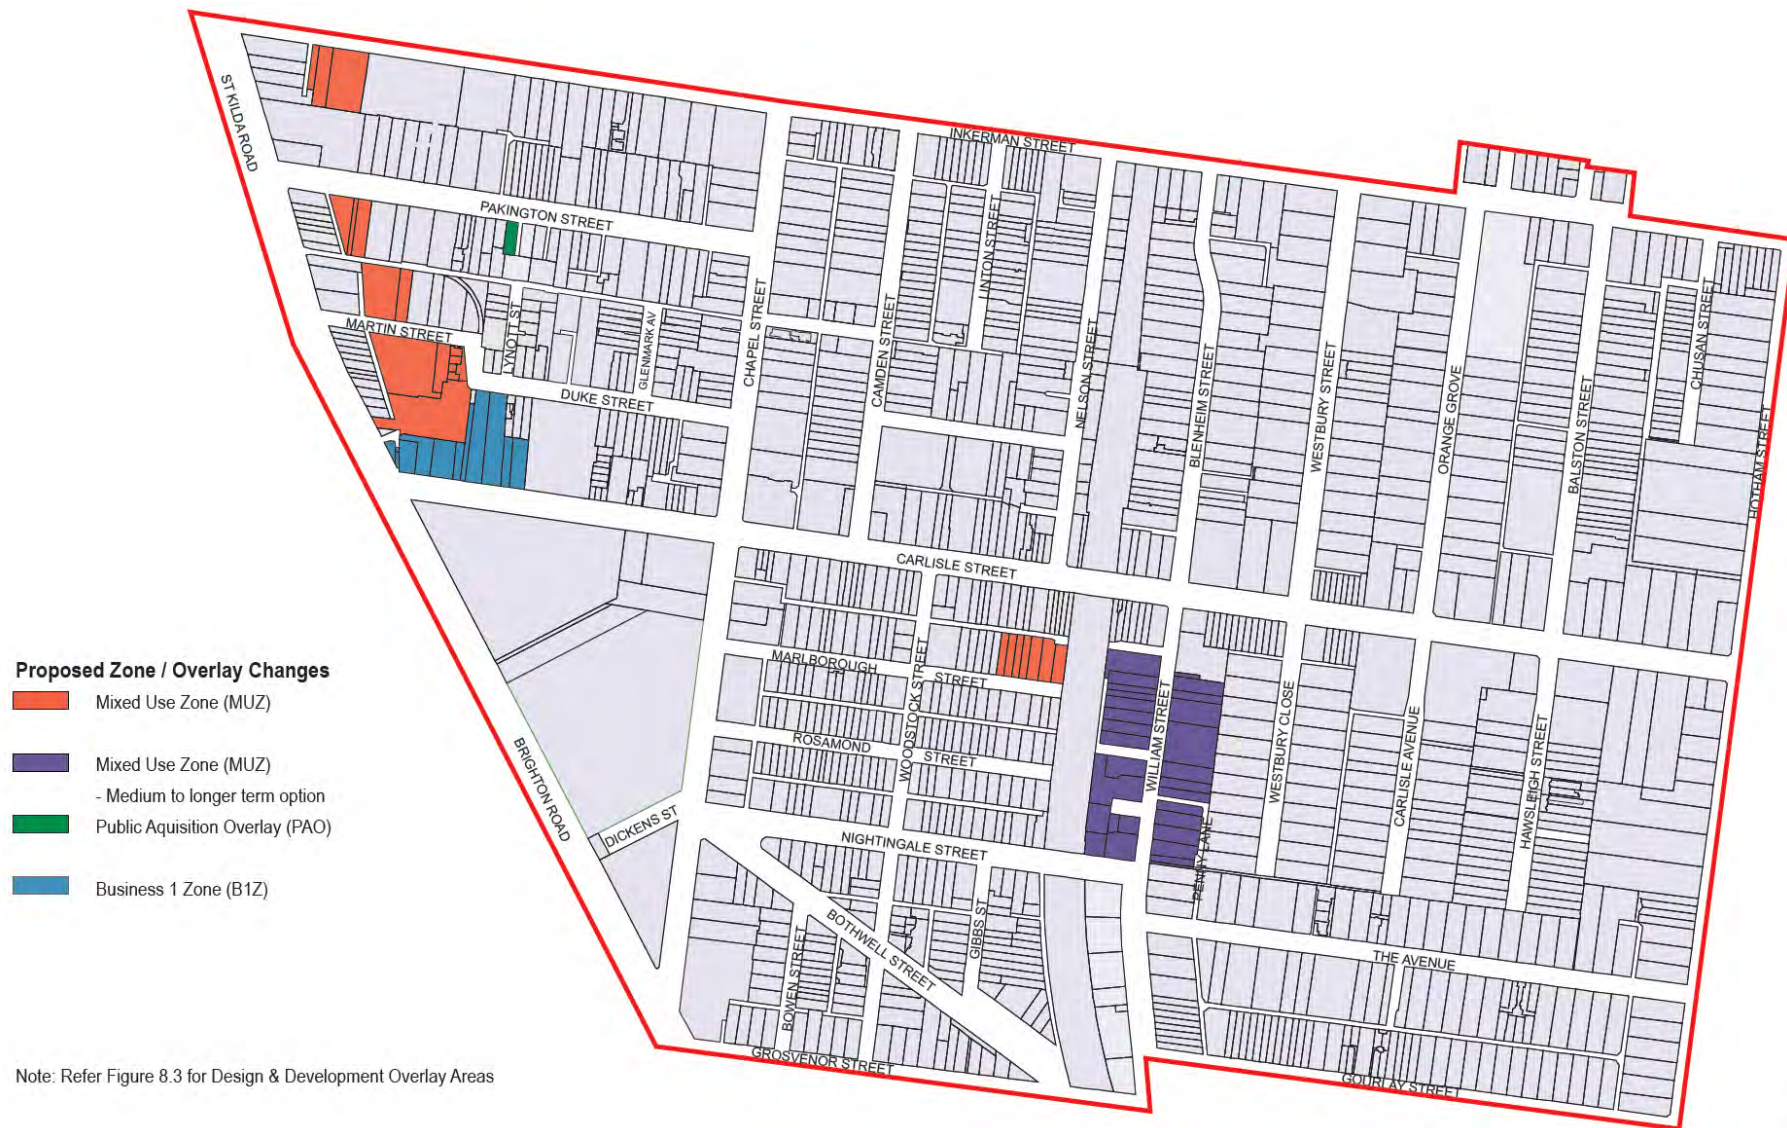 INKERMAN STREET
ST KILDA ROAD
PAKINGTON STREET
LINTON STREET
CHAPEL STREET
CAMDEN STREET
NELSON STREET
BLENHEIM STREET
WESTBURY STREET
ORANGE GROVE
BALSTON STREET
CHUSAN STREET
HOTHAM STREET
MARTIN STREET
LYNOTT ST
GLENMARK AV
DUKE STREET
CARLISLE STREET
MARLBOROUGH STREET
WOODSTOCK STREET
ROSAMOND STREET
WILLIAM STREET
WESTBURY CLOSE
CARLISLE AVENUE
HAWSLEIGH STREET
PENNY LANE
BRIGHTON ROAD
DICKENS ST
NIGHTINGALE STREET
BOTHWELL STREET
GIBBS ST
BOWEN STREET
THE AVENUE
GROSVENOR STREET
GOURLAY STREET
Proposed Zone / Overlay Changes
Mixed Use Zone (MUZ)
Mixed Use Zone (MUZ)
- Medium to longer term option
Public Aquisition Overlay (PAO)
Business 1 Zone (B1Z)
Note: Refer Figure 8.3 for Design & Development Overlay Areas